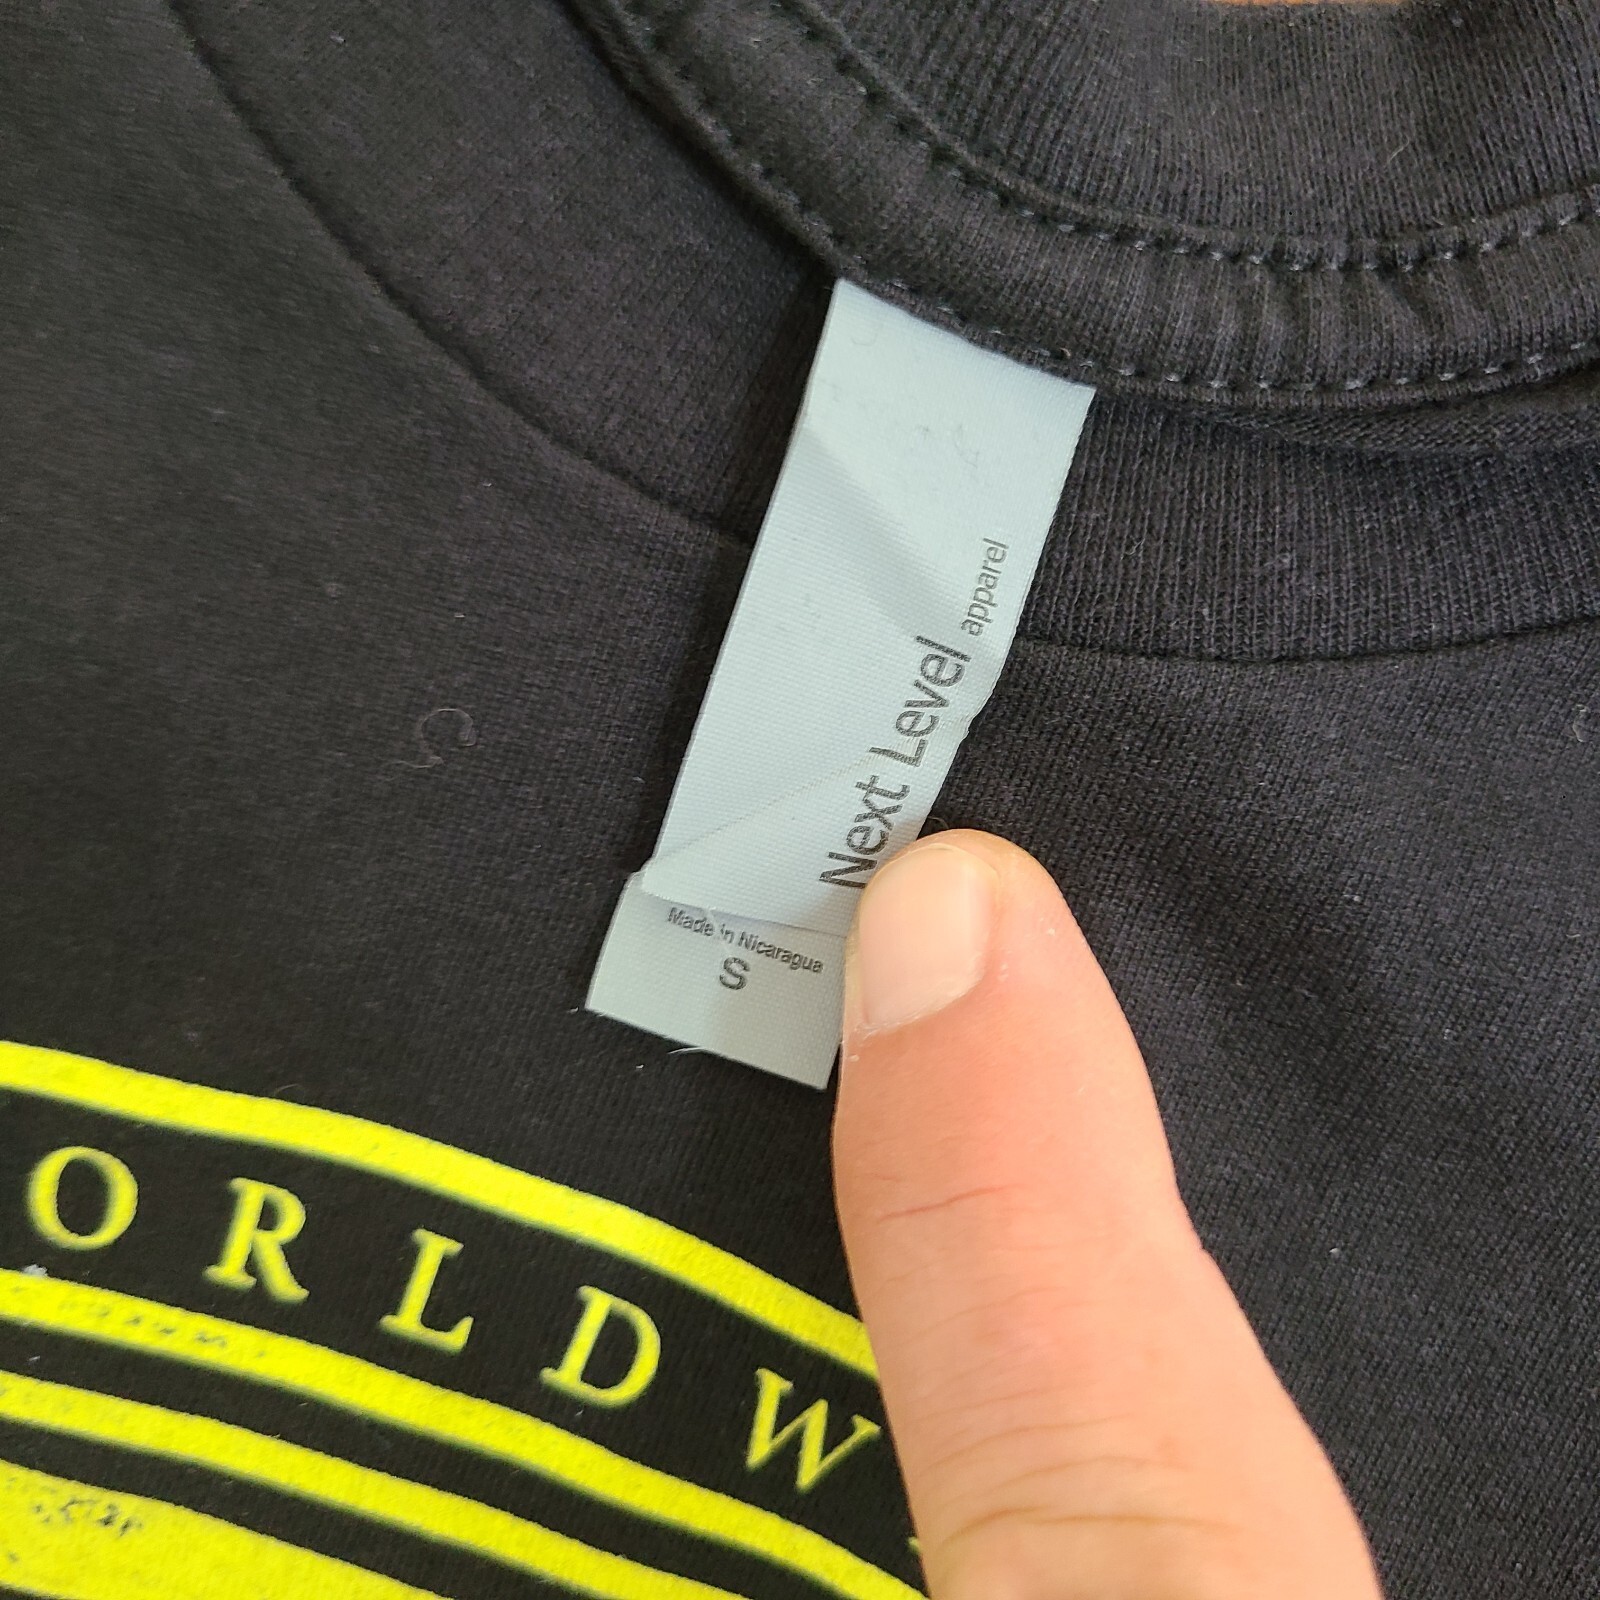 Next Level
apparel
Made in Nicaragua
S
ORLDW